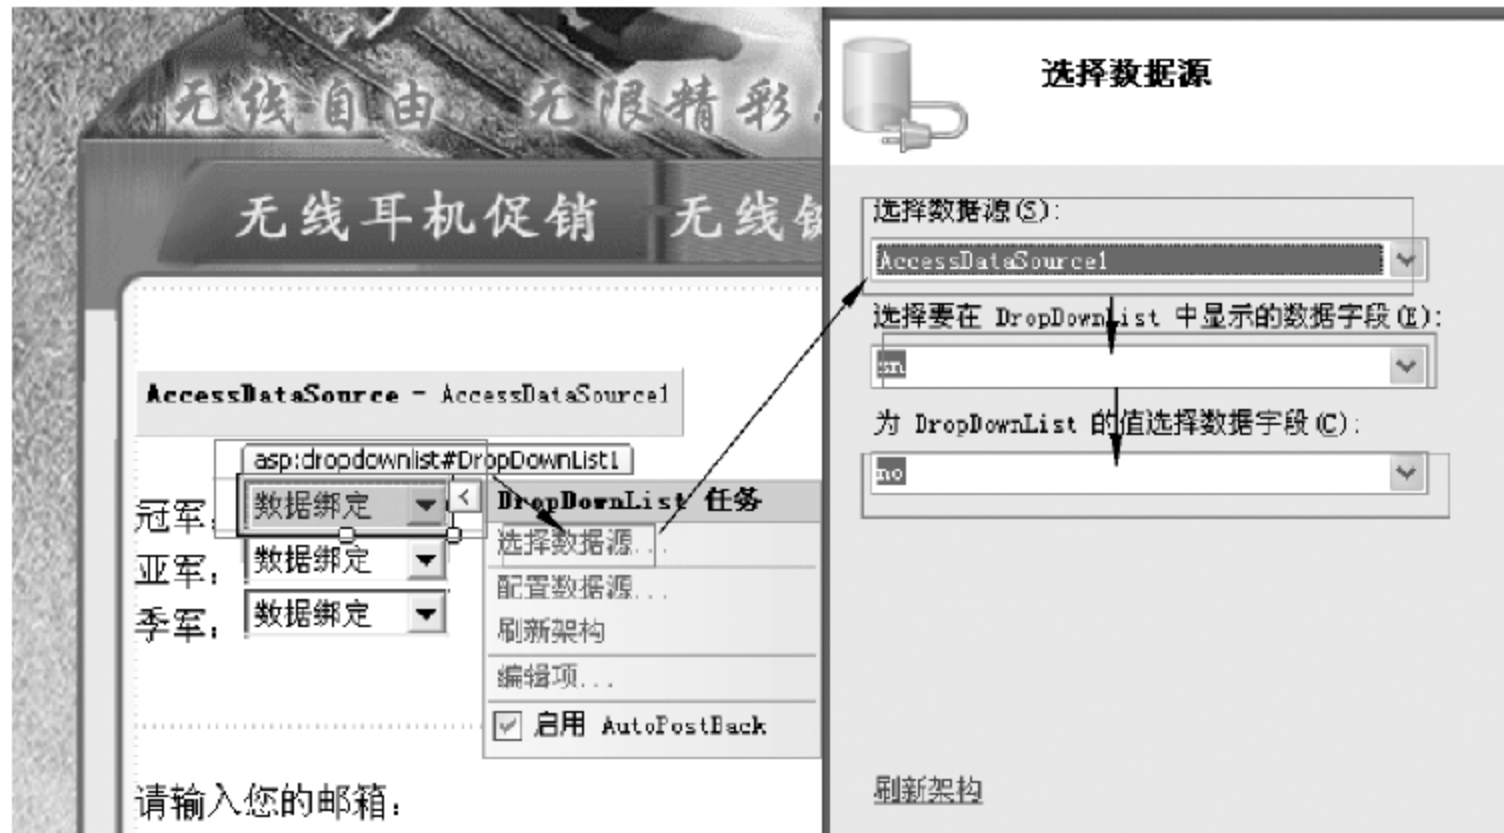 无线自由 无限精彩
无线耳机促销 无线
AccessDataSource - AccessDataSource1
asp:dropdownlist#DropDownList1
冠军: 数据绑定
亚军: 数据绑定
季军: 数据绑定
DropDownList 任务
选择数据源...
配置数据源...
刷新架构
编辑项...
启用 AutoPostBack
请输入您的邮箱:
选择数据源
选择数据源(S):
AccessDataSource1
选择要在 DropDownList 中显示的数据字段(E):
sn
为 DropDownList 的值选择数据字段(C):
no
刷新架构